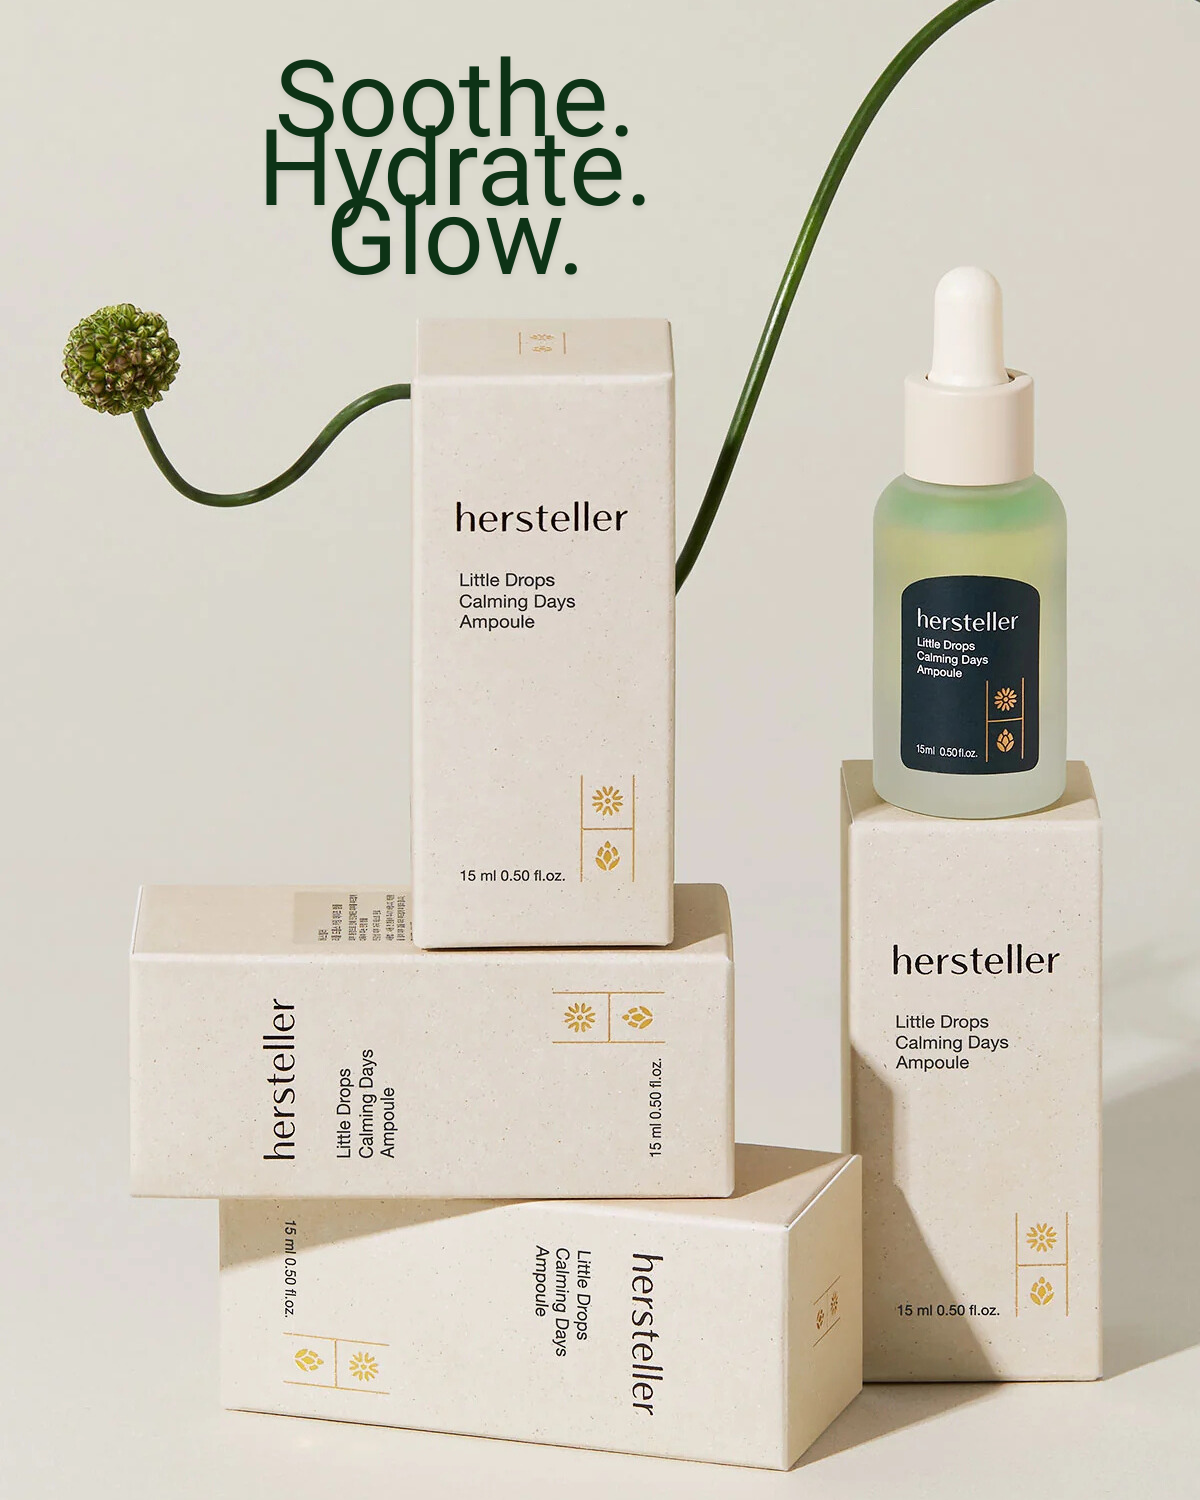 Soothe.
Hydrate.
Glow.
hersteller
Little Drops
Calming Days
Ampoule
15 ml 0.50 fl.oz.
hersteller
Little Drops
Calming Days
Ampoule
15ml 0.50 fl.oz.
hersteller
Little Drops
Calming Days
Ampoule
15 ml 0.50 fl.oz.
hersteller
Little Drops
Calming Days
Ampoule
15 ml 0.50 fl.oz.
hersteller
Little Drops
Calming Days
Ampoule
15 ml 0.50 fl.oz.